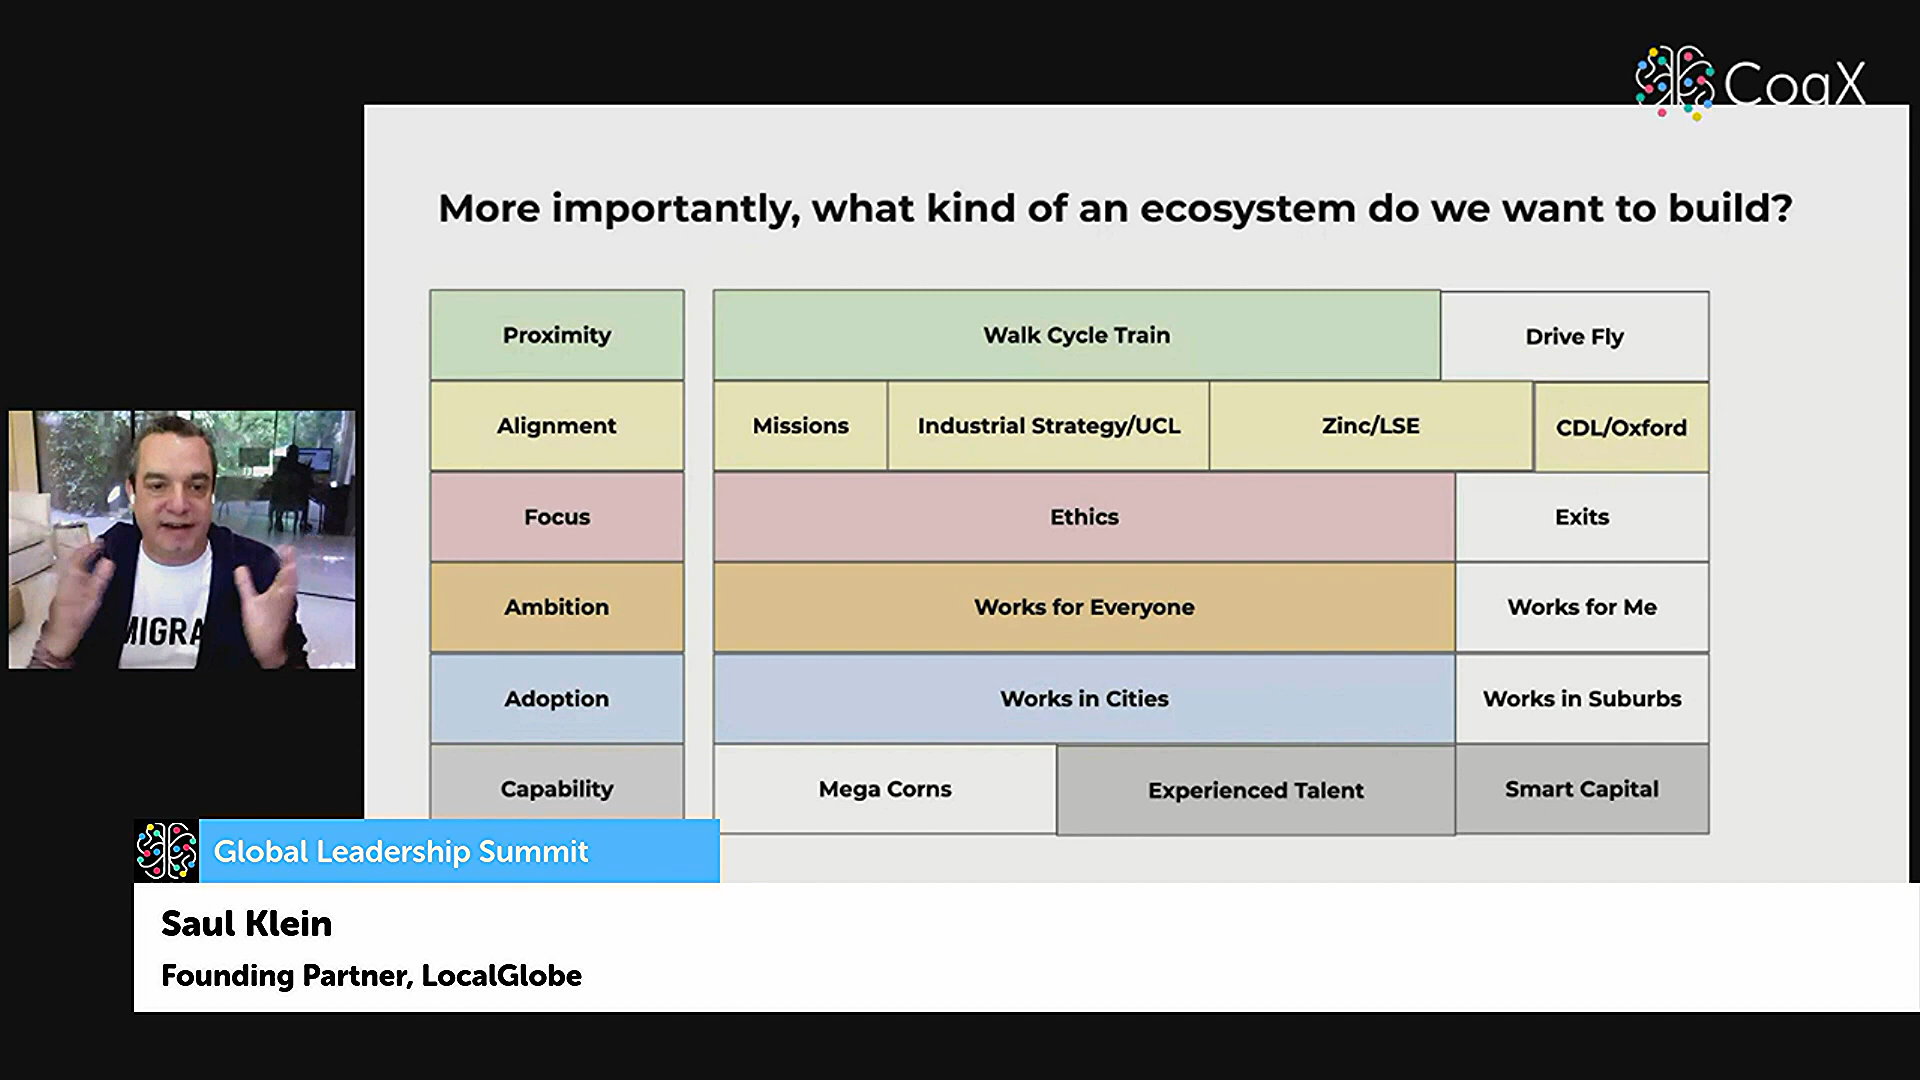 CogX
More importantly, what kind of an ecosystem do we want to build?
Proximity
Walk Cycle Train
Drive Fly
Alignment
Missions
Industrial Strategy/UCL
Zinc/LSE
CDL/Oxford
Focus
Ethics
Exits
Ambition
Works for Everyone
Works for Me
Adoption
Works in Cities
Works in Suburbs
Capability
Mega Corns
Experienced Talent
Smart Capital
MIGRA
Global Leadership Summit
Saul Klein
Founding Partner, LocalGlobe